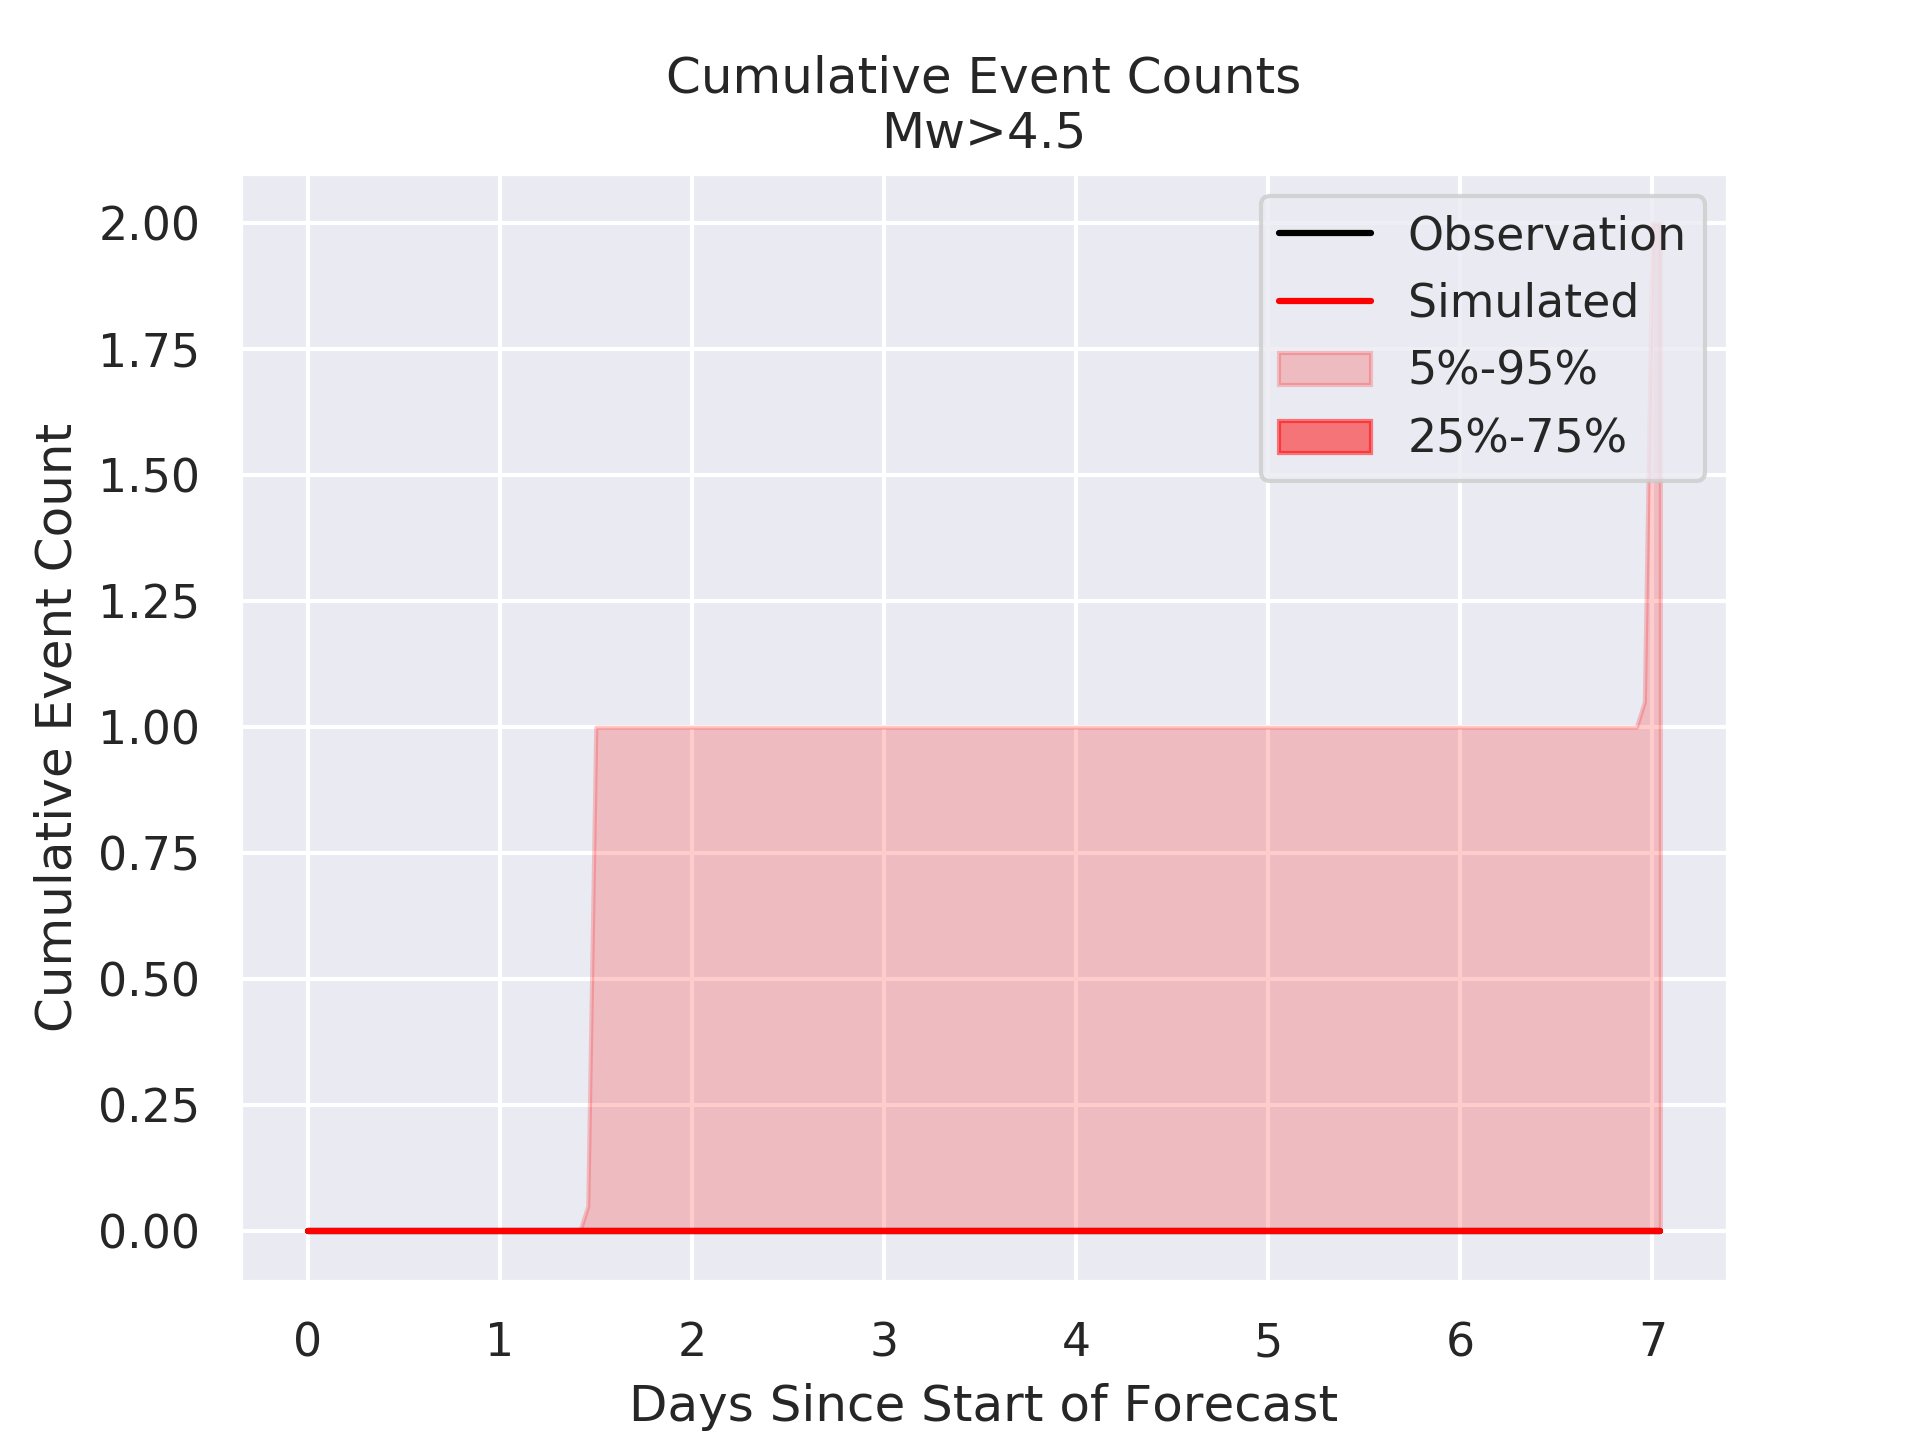 Cumulative Event Counts
Mw>4.5
Observation
Simulated
5%-95%
25%-75%
Cumulative Event Count
2.00
1.75
1.50
1.25
1.00
0.75
0.50
0.25
0.00
0 1 2 3 4 5 6 7
Days Since Start of Forecast